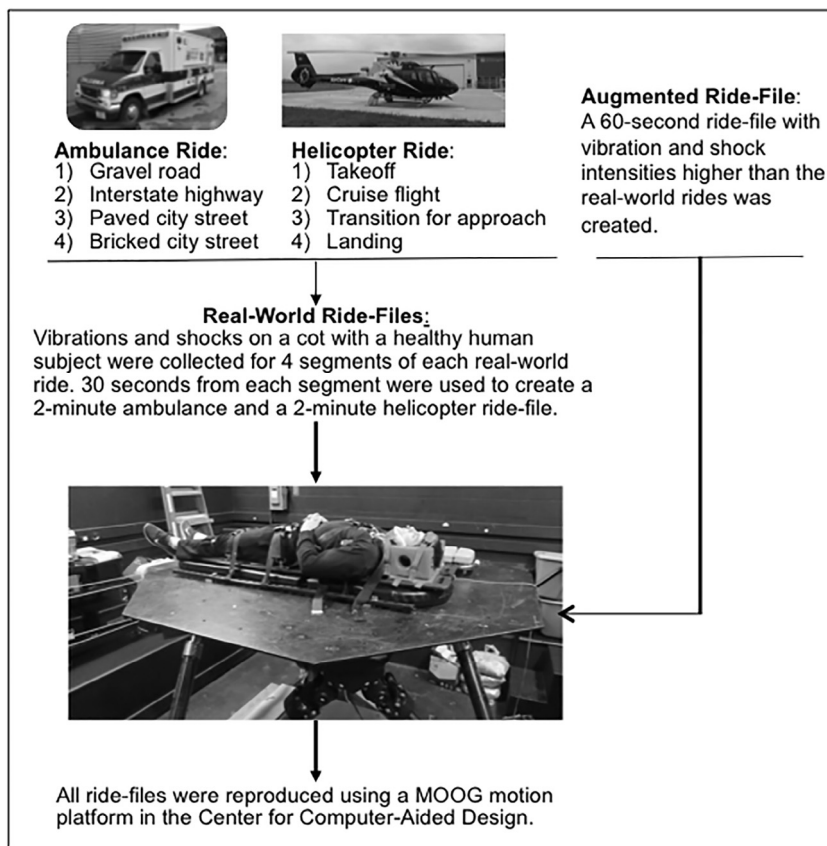 Ambulance Ride:
1) Gravel road
2) Interstate highway
3) Paved city street
4) Bricked city street
Helicopter Ride:
1) Takeoff
2) Cruise flight
3) Transition for approach
4) Landing
Augmented Ride-File:
A 60-second ride-file with
vibration and shock
intensities higher than the
real-world rides was
created.
Real-World Ride-Files:
Vibrations and shocks on a cot with a healthy human
subject were collected for 4 segments of each real-world
ride. 30 seconds from each segment were used to create a
2-minute ambulance and a 2-minute helicopter ride-file.
All ride-files were reproduced using a MOOG motion
platform in the Center for Computer-Aided Design.